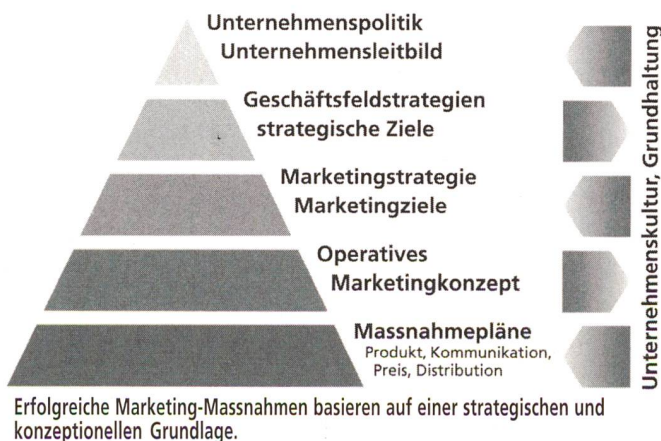 Unternehmenspolitik
Unternehmensleitbild
Geschäftsfeldstrategien
strategische Ziele
Marketingstrategie
Marketingziele
Operatives
Marketingkonzept
Massnahmepläne
Produkt, Kommunikation,
Preis, Distribution
Unternehmenskultur, Grundhaltung
Erfolgreiche Marketing-Massnahmen basieren auf einer strategischen und
konzeptionellen Grundlage.